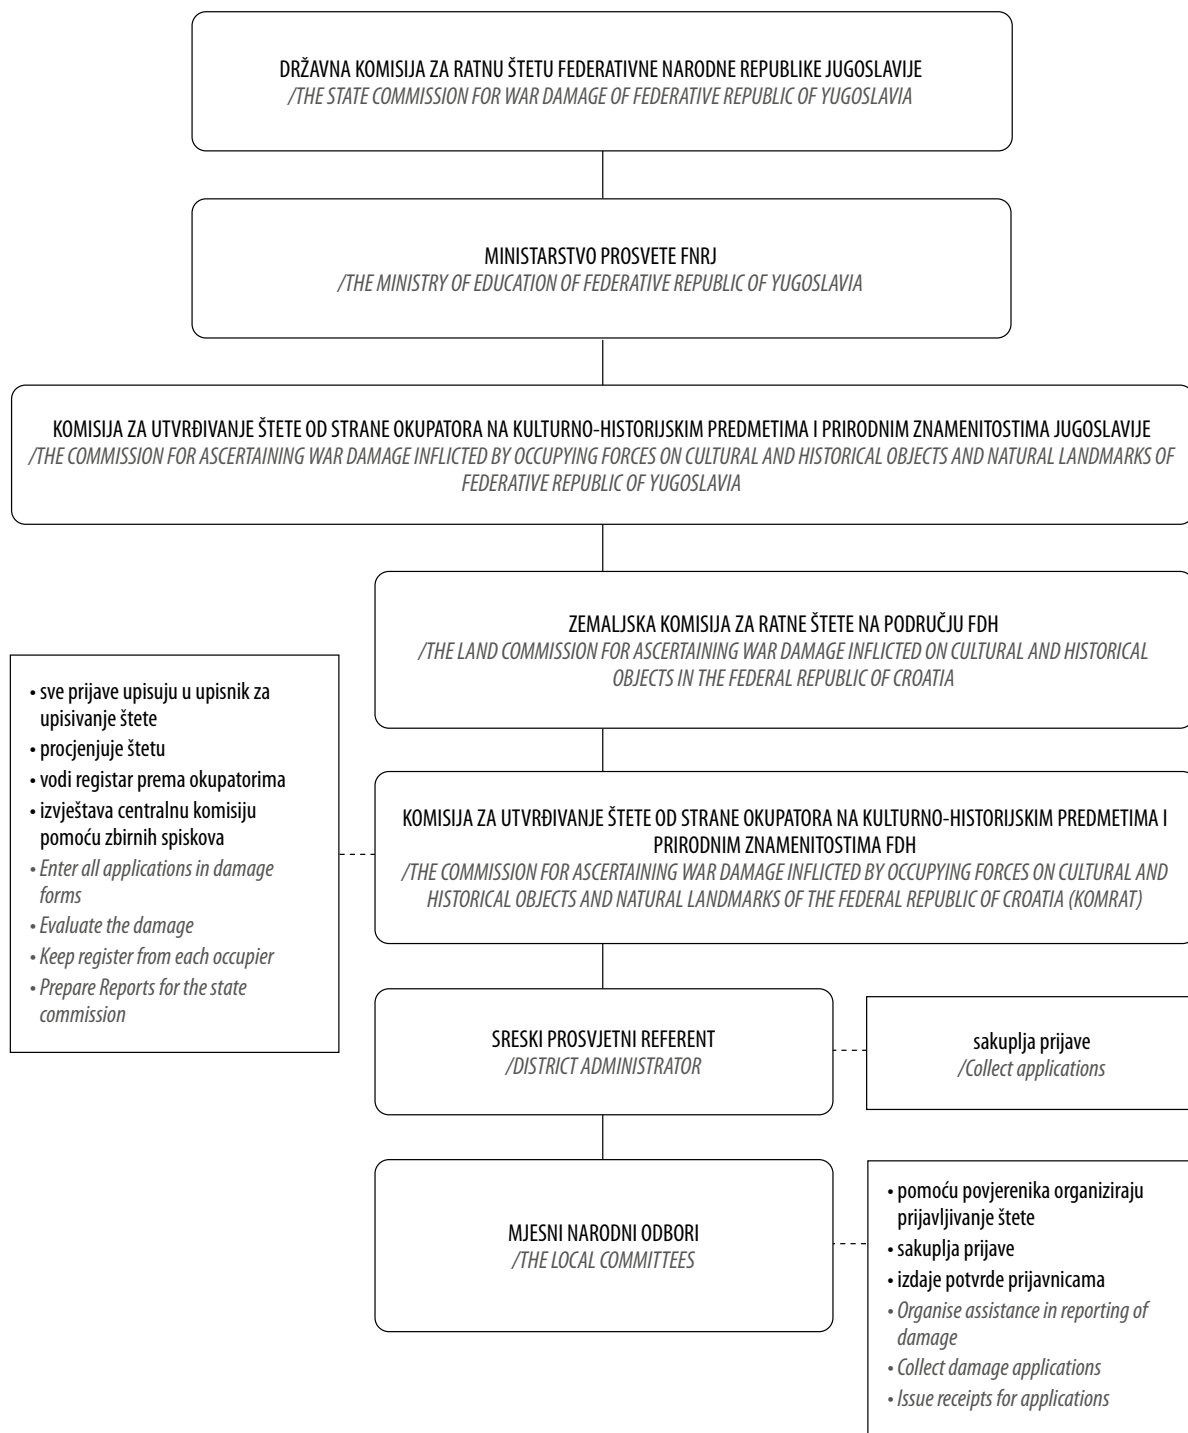 DRŽAVNA KOMISIJA ZA RATNU ŠTETU FEDERATIVNE NARODNE REPUBLIKE JUGOSLAVIJE
/THE STATE COMMISSION FOR WAR DAMAGE OF FEDERATIVE REPUBLIC OF YUGOSLAVIA
MINISTARSTVO PROSVETE FNRJ
/THE MINISTRY OF EDUCATION OF FEDERATIVE REPUBLIC OF YUGOSLAVIA
KOMISIJA ZA UTVRĐIVANJE ŠTETE OD STRANE OKUPATORA NA KULTURNO-HISTORIJSKIM PREDMETIMA I PRIRODNIM ZNAMENITOSTIMA JUGOSLAVIJE
/THE COMMISSION FOR ASCERTAINING WAR DAMAGE INFLICTED BY OCCUPYING FORCES ON CULTURAL AND HISTORICAL OBJECTS AND NATURAL LANDMARKS OF
FEDERATIVE REPUBLIC OF YUGOSLAVIA
ZEMALJSKA KOMISIJA ZA RATNE ŠTETE NA PODRUČJU FDH
/THE LAND COMMISSION FOR ASCERTAINING WAR DAMAGE INFLICTED ON CULTURAL AND HISTORICAL
OBJECTS IN THE FEDERAL REPUBLIC OF CROATIA
• sve prijave upisuju u upisnik za
upisivanje štete
• procjenjuje štetu
• vodi registar prema okupatorima
• izvještava centralnu komisiju
pomoću zbirnih spiskova
• Enter all applications in damage
forms
• Evaluate the damage
• Keep register from each occupier
• Prepare Reports for the state
commission
KOMISIJA ZA UTVRĐIVANJE ŠTETE OD STRANE OKUPATORA NA KULTURNO-HISTORIJSKIM PREDMETIMA I
PRIRODNIM ZNAMENITOSTIMA FDH
/THE COMMISSION FOR ASCERTAINING WAR DAMAGE INFLICTED BY OCCUPYING FORCES ON CULTURAL AND
HISTORICAL OBJECTS AND NATURAL LANDMARKS OF THE FEDERAL REPUBLIC OF CROATIA (KOMRAT)
SRESKI PROSVJETNI REFERENT
/DISTRICT ADMINISTRATOR
sakuplja prijave
/Collect applications
MJESNI NARODNI ODBORI
/THE LOCAL COMMITTEES
• pomoću povjerenika organiziraju
prijavljivanje štete
• sakuplja prijave
• izdaje potvrde prijavnicama
• Organise assistance in reporting of
damage
• Collect damage applications
• Issue receipts for applications